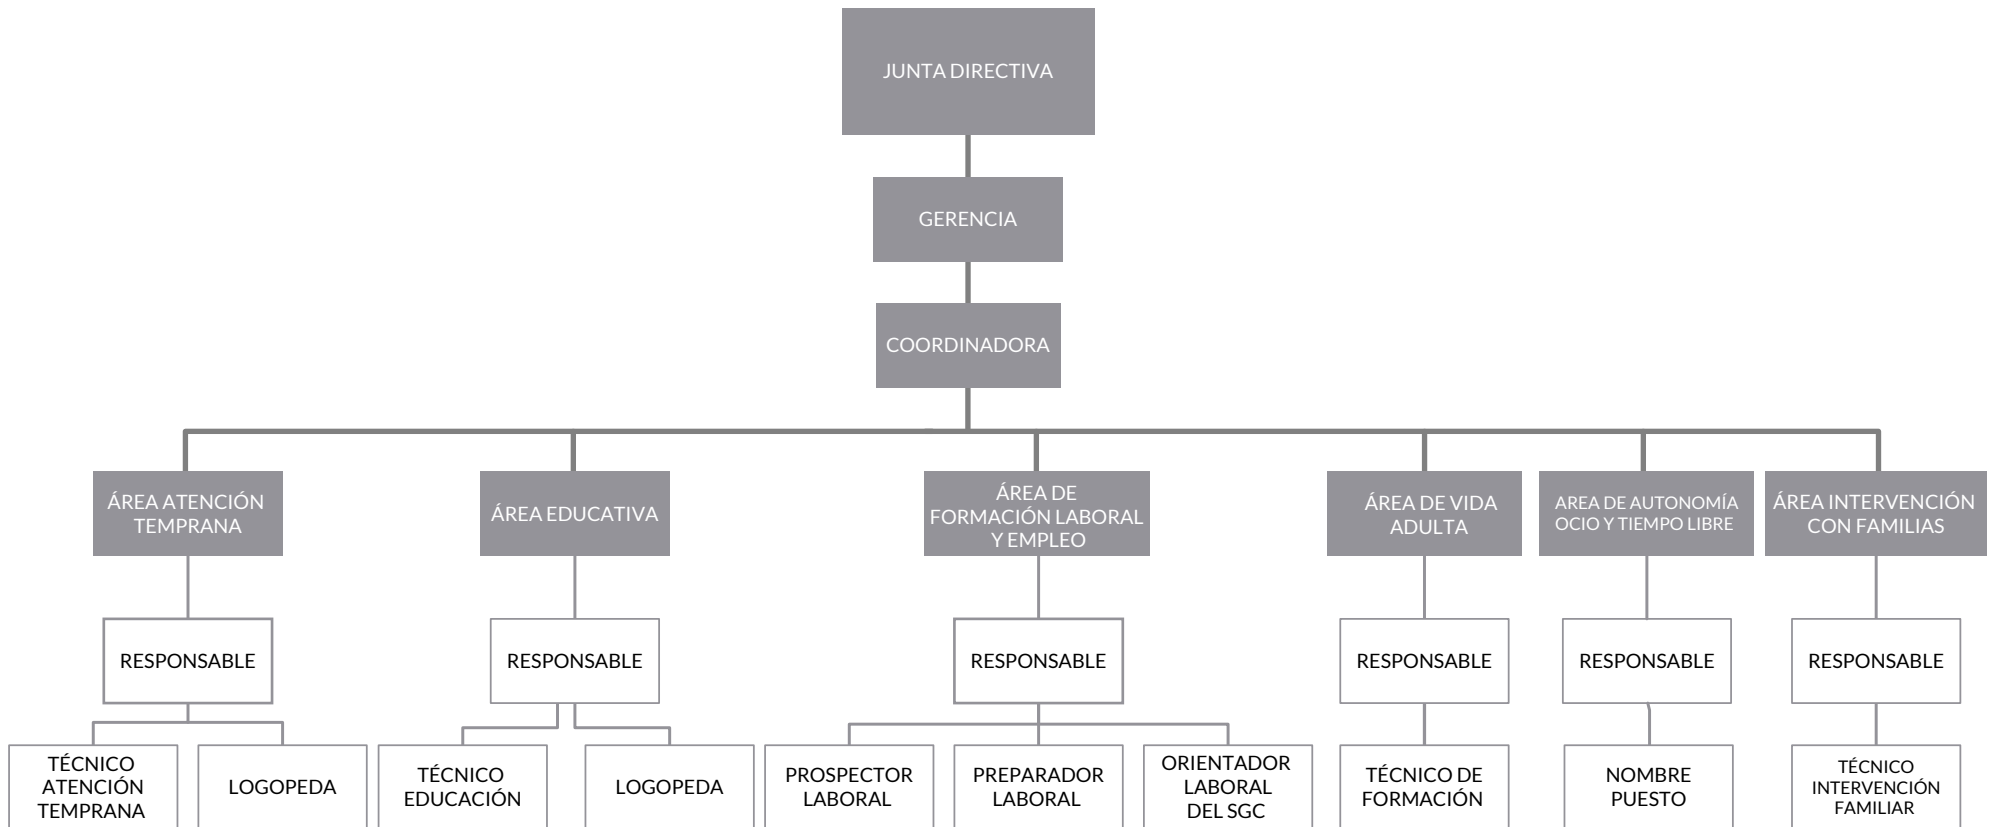 JUNTA DIRECTIVA
GERENCIA
COORDINADORA
ÁREA ATENCIÓN
TEMPRANA
ÁREA EDUCATIVA
ÁREA DE
FORMACIÓN LABORAL
Y EMPLEO
ÁREA DE VIDA
ADULTA
AREA DE AUTONOMÍA
OCIO Y TIEMPO LIBRE
ÁREA INTERVENCIÓN
CON FAMILIAS
RESPONSABLE
RESPONSABLE
RESPONSABLE
RESPONSABLE
RESPONSABLE
RESPONSABLE
TÉCNICO
ATENCIÓN
TEMPRANA
LOGOPEDA
TÉCNICO
EDUCACIÓN
LOGOPEDA
PROSPECTOR
LABORAL
PREPARADOR
LABORAL
ORIENTADOR
LABORAL
DEL SGC
TÉCNICO DE
FORMACIÓN
NOMBRE
PUESTO
TÉCNICO
INTERVENCIÓN
FAMILIAR